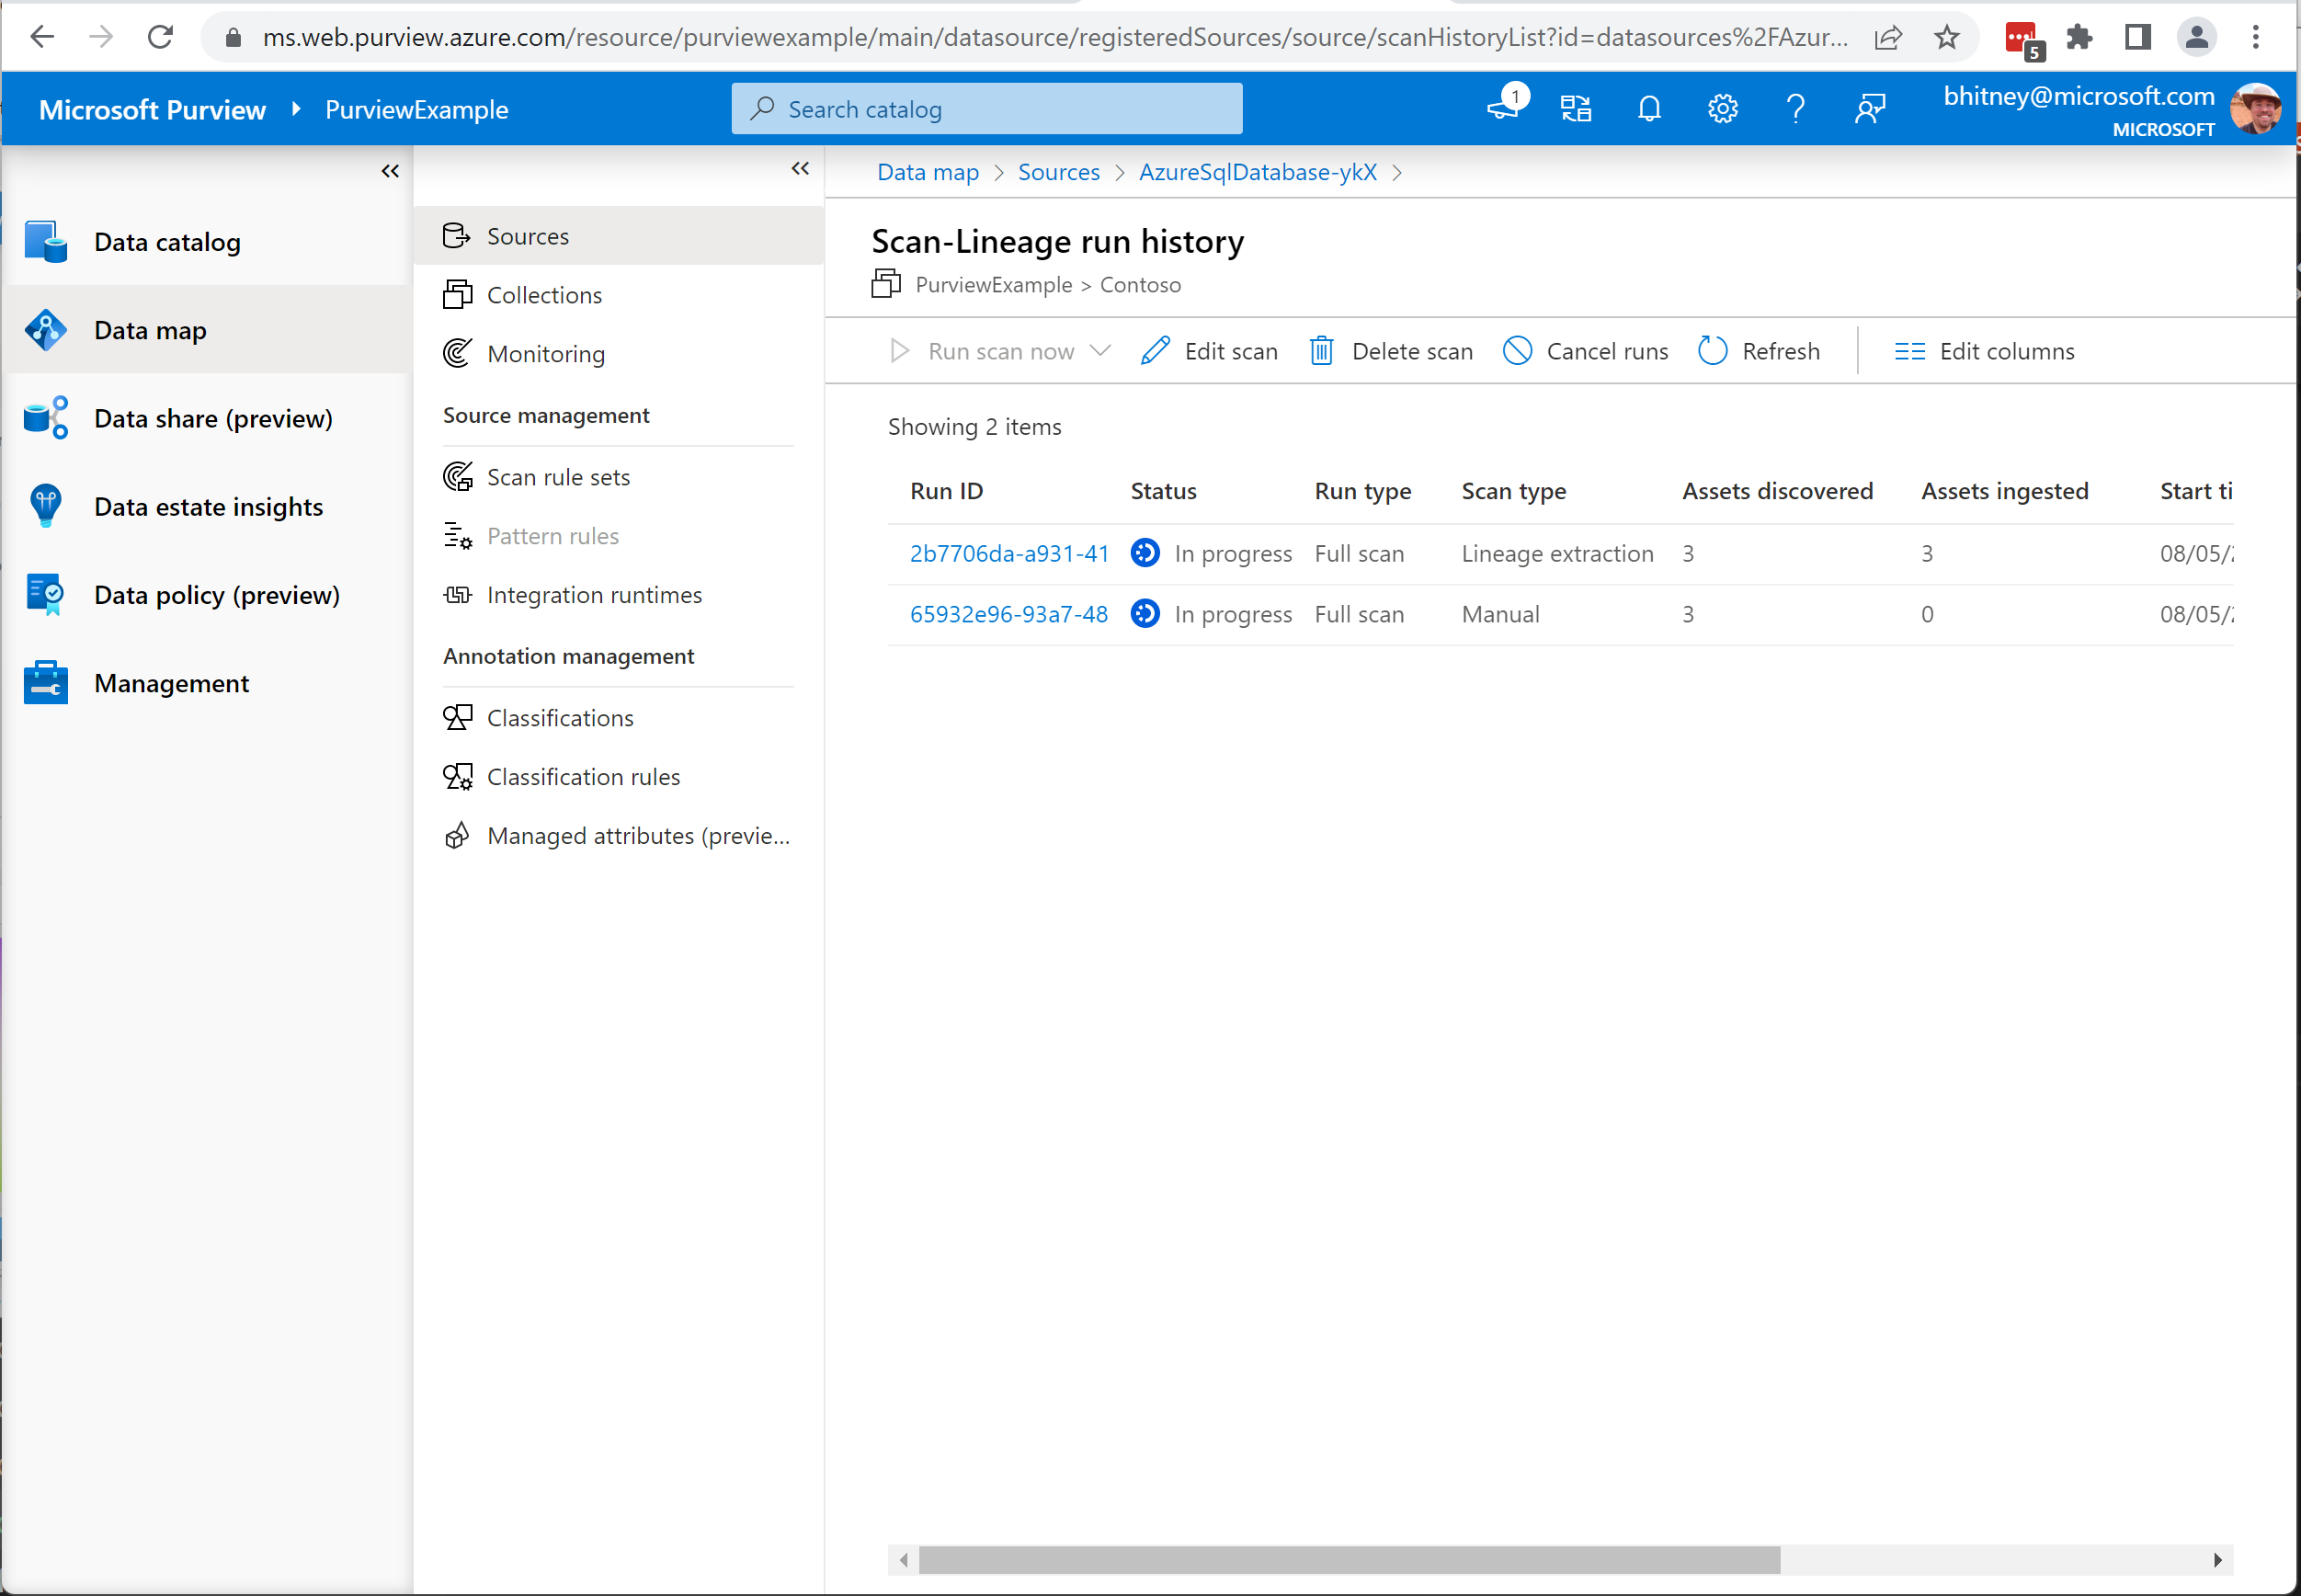 ms.web.purview.azure.com/resource/purviewexample/main/datasource/registeredSources/source/scanHistoryList?id=datasources%2FAzur...
5
Microsoft Purview PurviewExample
Search catalog
1
bhitney@microsoft.com
MICROSOFT
Data catalog
Data map
Data share (preview)
Data estate insights
Data policy (preview)
Management
Sources
Collections
Monitoring
Source management
Scan rule sets
Pattern rules
Integration runtimes
Annotation management
Classifications
Classification rules
Managed attributes (previe...
Data map > Sources > AzureSqlDatabase-ykX >
Scan-Lineage run history
PurviewExample > Contoso
Run scan now Edit scan Delete scan Cancel runs Refresh Edit columns
Showing 2 items
Run ID Status Run type Scan type Assets discovered Assets ingested Start ti
2b7706da-a931-41 In progress Full scan Lineage extraction 3 3 08/05/2
65932e96-93a7-48 In progress Full scan Manual 3 0 08/05/2